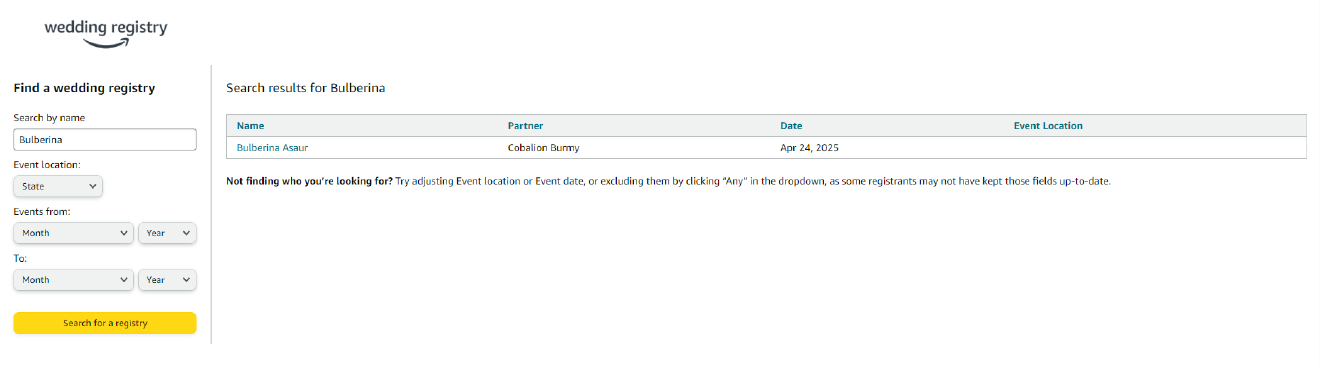 wedding registry
Find a wedding registry
Search by name
Bulberina
Event location:
State
Events from:
Month Year
To:
Month Year
Search for a registry
Search results for Bulberina
Name Partner Date Event Location
Bulberina Asaur Cobalion Burmy Apr 24, 2025
Not finding who you’re looking for? Try adjusting Event location or Event date, or excluding them by clicking “Any” in the dropdown, as some registrants may not have kept those fields up-to-date.